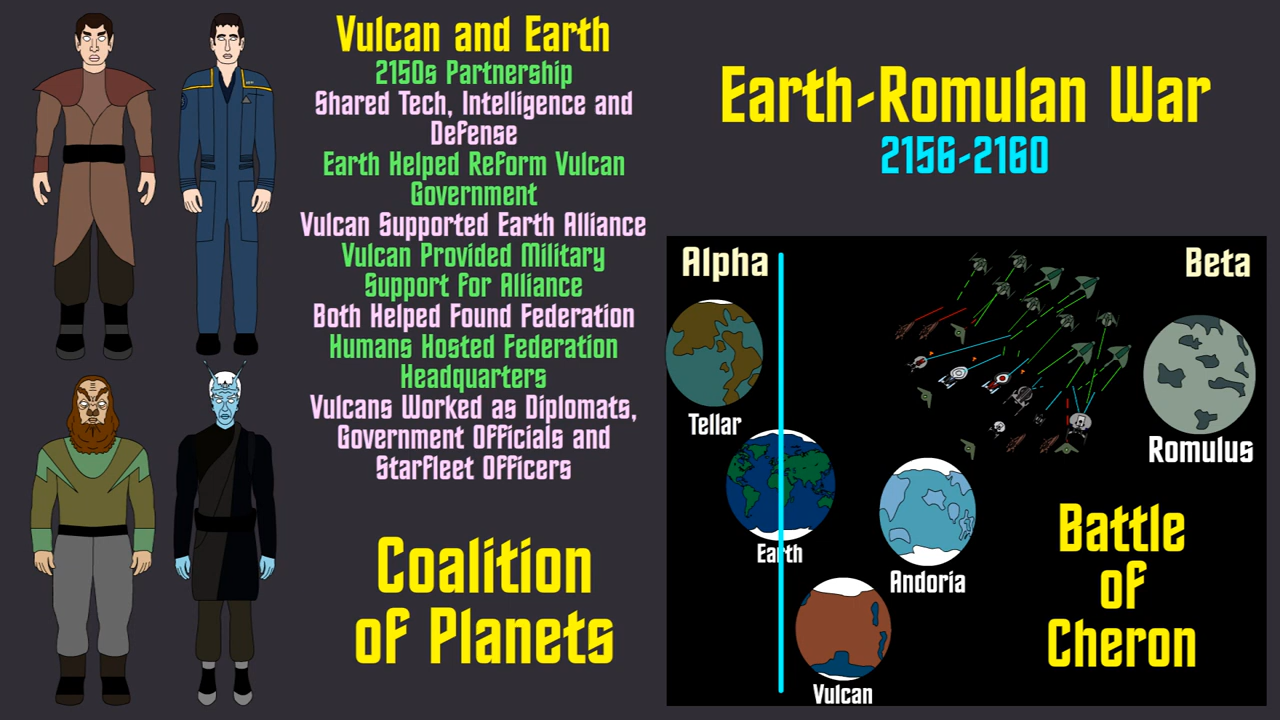 Vulcan and Earth
2150s Partnership
Shared Tech, Intelligence and
Defense
Earth Helped Reform Vulcan
Government
Vulcan Supported Earth Alliance
Vulcan Provided Military
Support for Alliance
Both Helped Found Federation
Humans Hosted Federation
Headquarters
Vulcans Worked as Diplomats,
Government Officials and
Starfleet Officers
Coalition
of Planets
Earth-Romulan War
2156-2160
Alpha
Beta
Tellar
Romulus
Earth
Andoria
Vulcan
Battle
of
Cheron